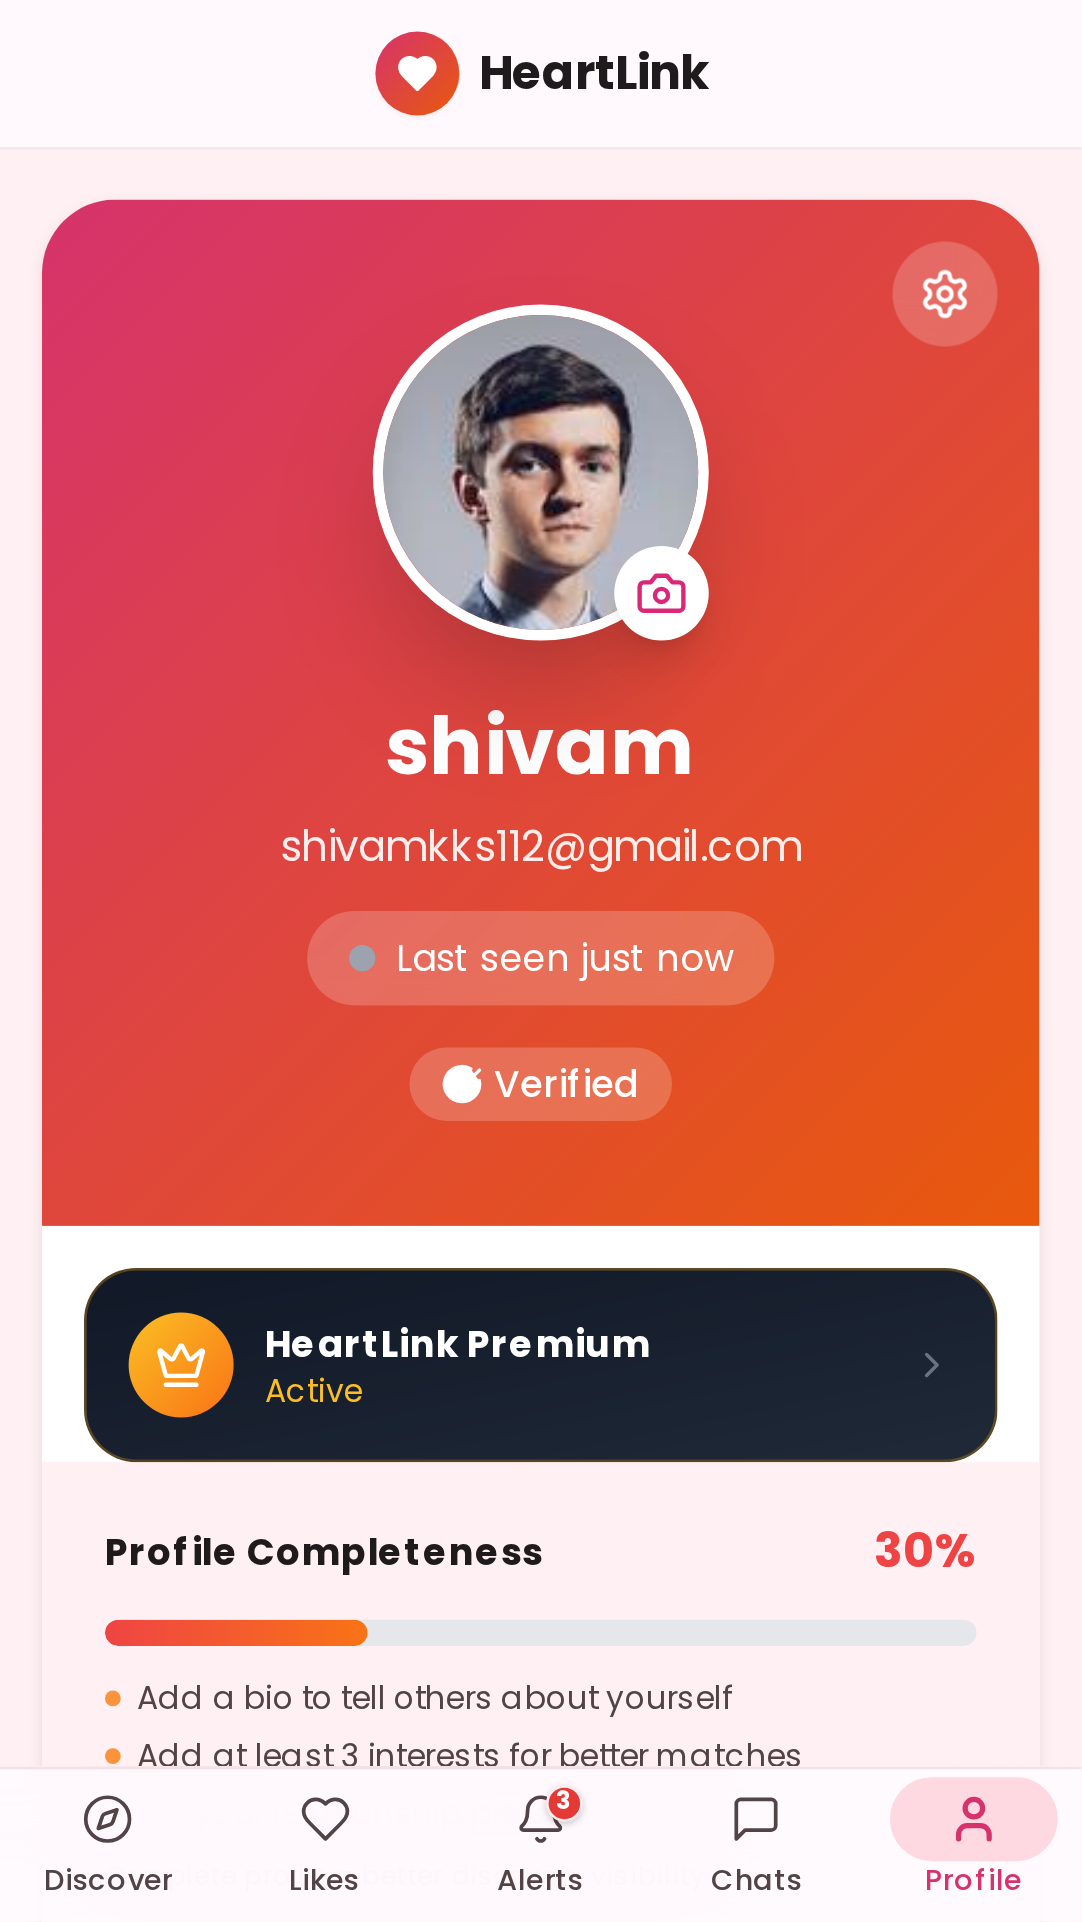 HeartLink
shivam
shivamkks112@gmail.com
Last seen just now
Verified
HeartLink Premium
Active
Profile Completeness
30%
Add a bio to tell others about yourself
Add at least 3 interests for better matches
3
Discover
Likes
Alerts
Chats
Profile